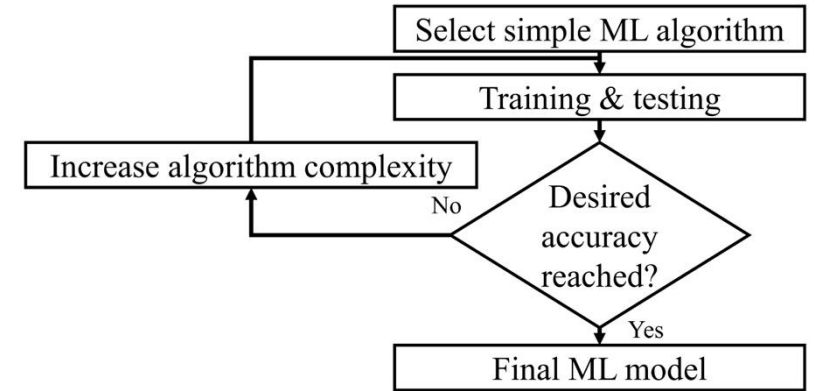 Select simple ML algorithm
Training & testing
Increase algorithm complexity
No
Desired
accuracy
reached?
Yes
Final ML model